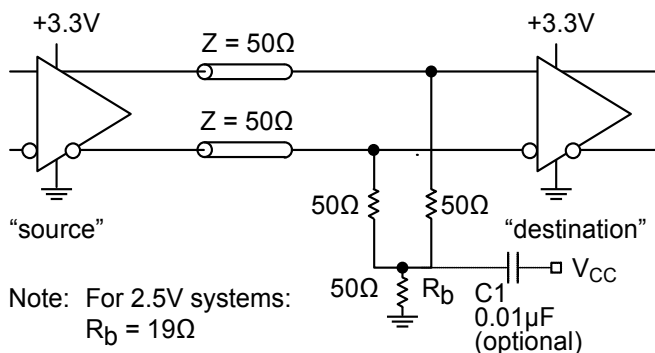 +3.3V
+3.3V
Z = 50Ω
Z = 50Ω
50Ω
50Ω
"source"
"destination"
50Ω
Rb
VCC
C1
0.01µF
(optional)
Note: For 2.5V systems:
Rb = 19Ω